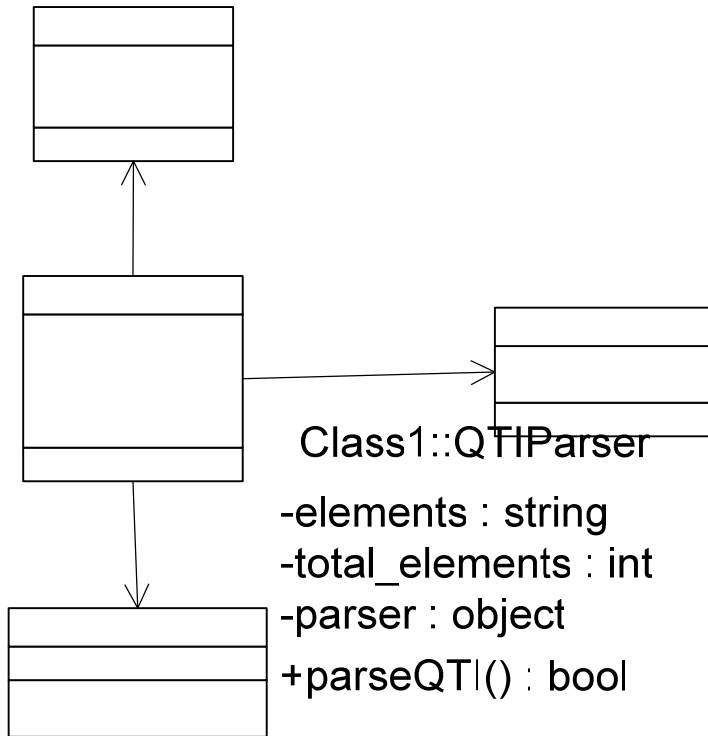 Class1::QTIParser
-elements : string
-total_elements : int
-parser : object
+parseQTI() : bool